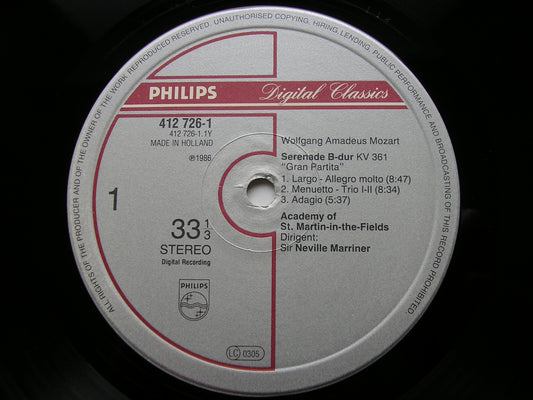 ALL RIGHTS OF THE PRODUCER AND OF THE OWNER OF THE WORK REPRODUCED RESERVED. UNAUTHORISED COPYING, HIRING, LENDING, PUBLIC PERFORMANCE AND BROADCASTING OF THIS RECORD PROHIBITED.
PHILIPS
Digital Classics
412 726-1
412 726-1.1Y
MADE IN HOLLAND
℗1986
1
33 1/3
STEREO
Digital Recording
PHILIPS
Wolfgang Amadeus Mozart
Serenade B-dur KV 361
"Gran Partita"
1. Largo - Allegro molto (8:47)
2. Menuetto - Trio I-II (8:34)
3. Adagio (5:37)
Academy of
St. Martin-in-the-Fields
Dirigent:
Sir Neville Marriner
LC 0305